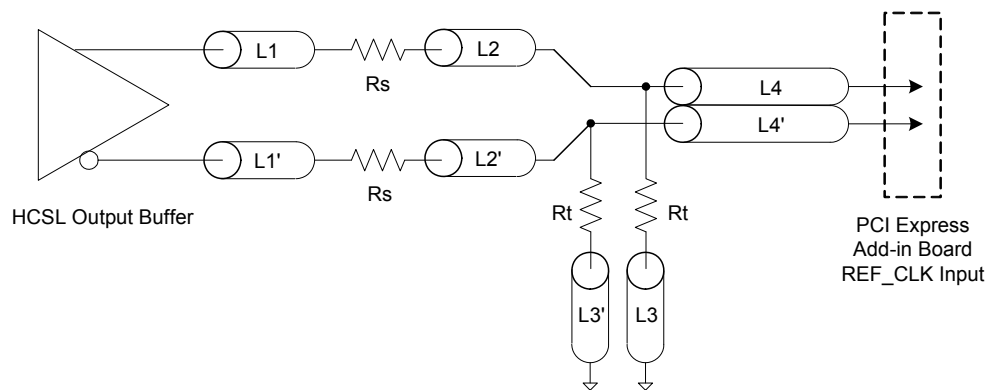 L1
Rs
L2
L4
L4'
L1'
Rs
L2'
HCSL Output Buffer
Rt
Rt
L3'
L3
PCI Express
Add-in Board
REF_CLK Input